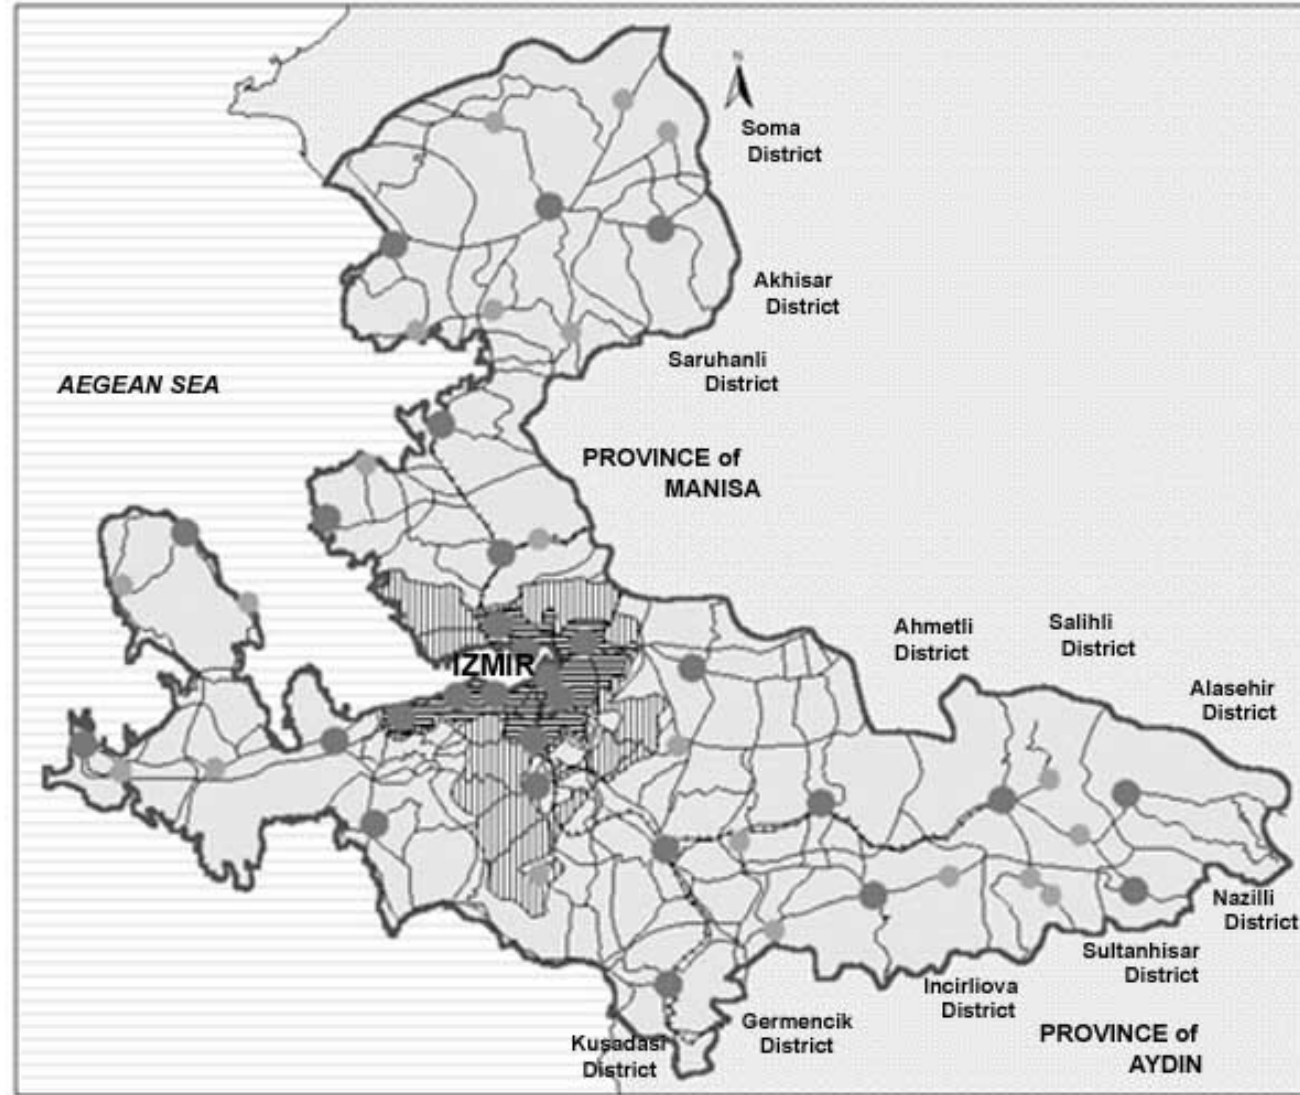 N
Soma
District
Akhisar
District
Saruhanli
District
AEGEAN SEA
PROVINCE of
MANISA
IZMIR
Ahmetli
District
Salihli
District
Alasehir
District
Nazilli
District
Sultanhisar
District
Incirliova
District
Germencik
District
Kuşadasi
District
PROVINCE of
AYDIN